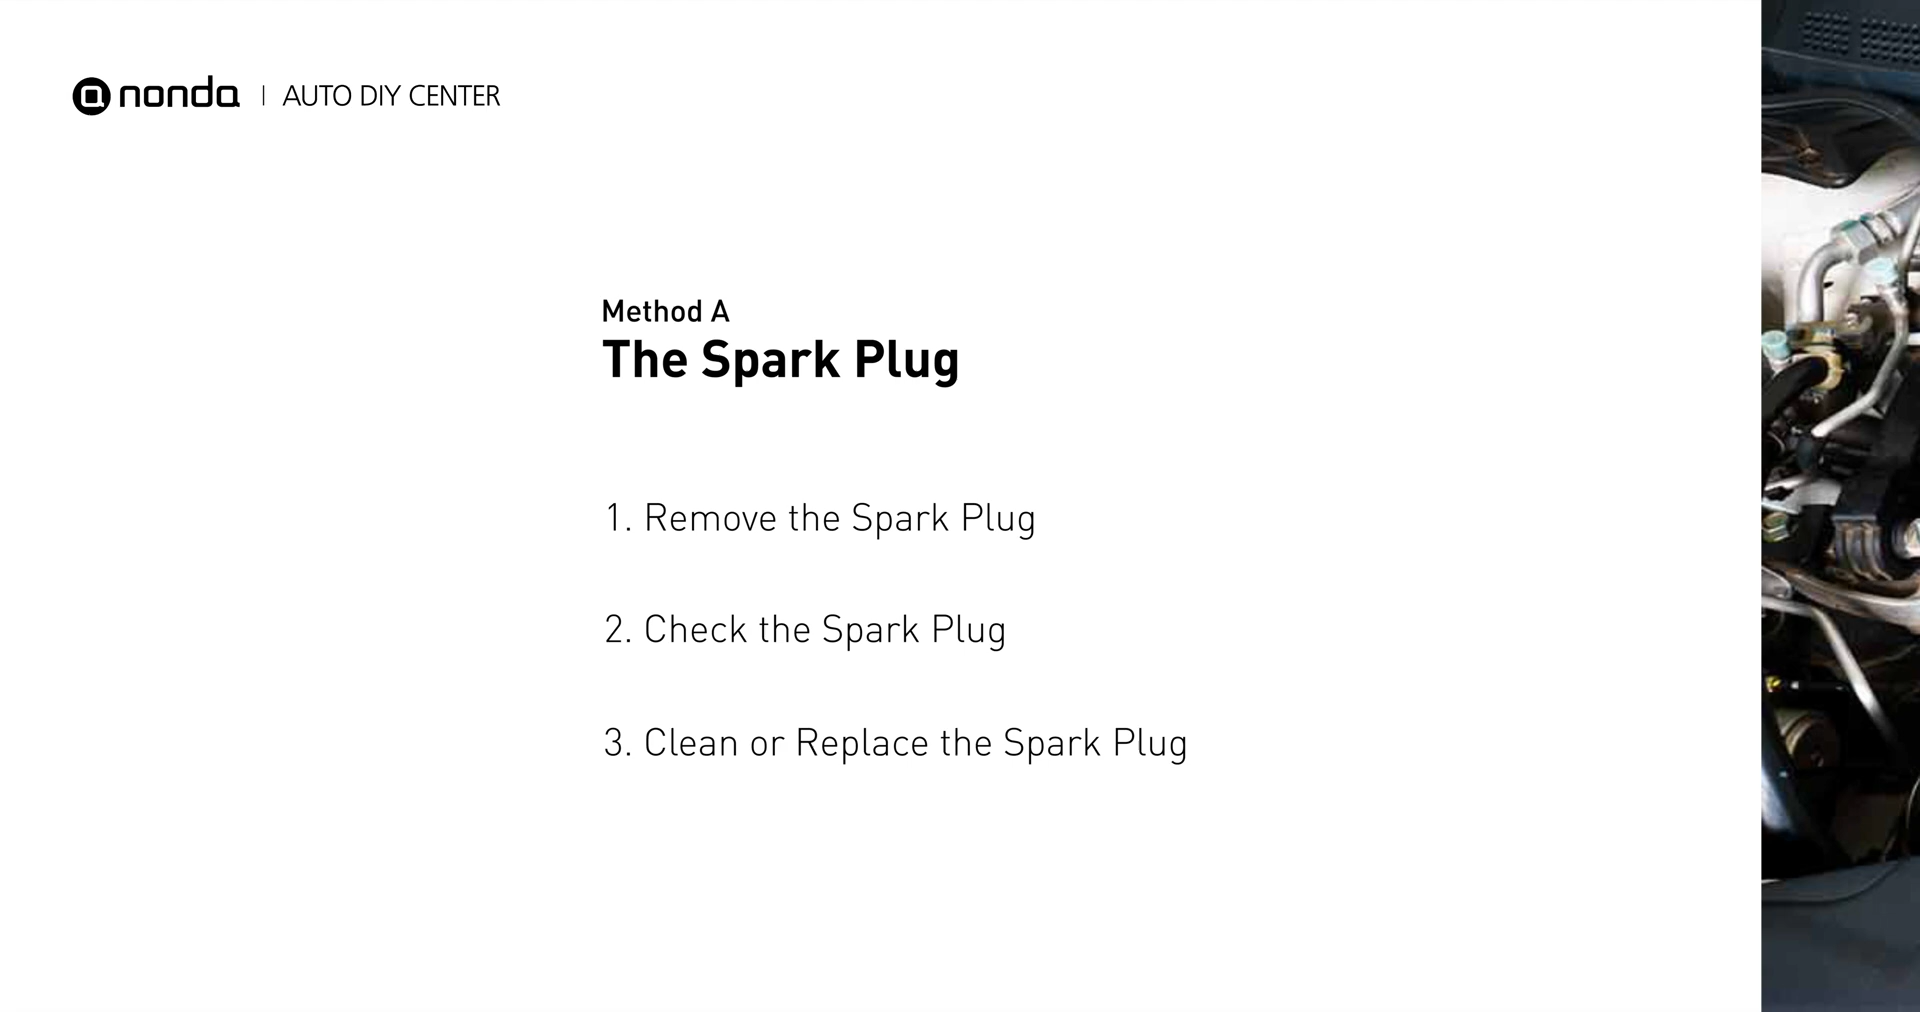 nonda | AUTO DIY CENTER
Method A
The Spark Plug
1. Remove the Spark Plug
2. Check the Spark Plug
3. Clean or Replace the Spark Plug